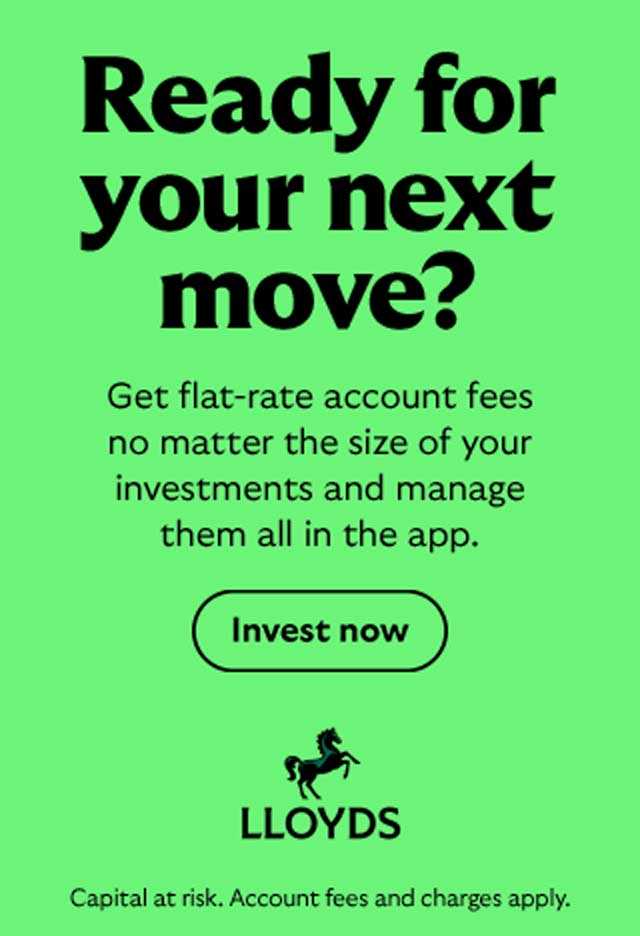 Ready for
your next
move?
Get flat-rate account fees
no matter the size of your
investments and manage
them all in the app.
Invest now
LLOYDS
Capital at risk. Account fees and charges apply.